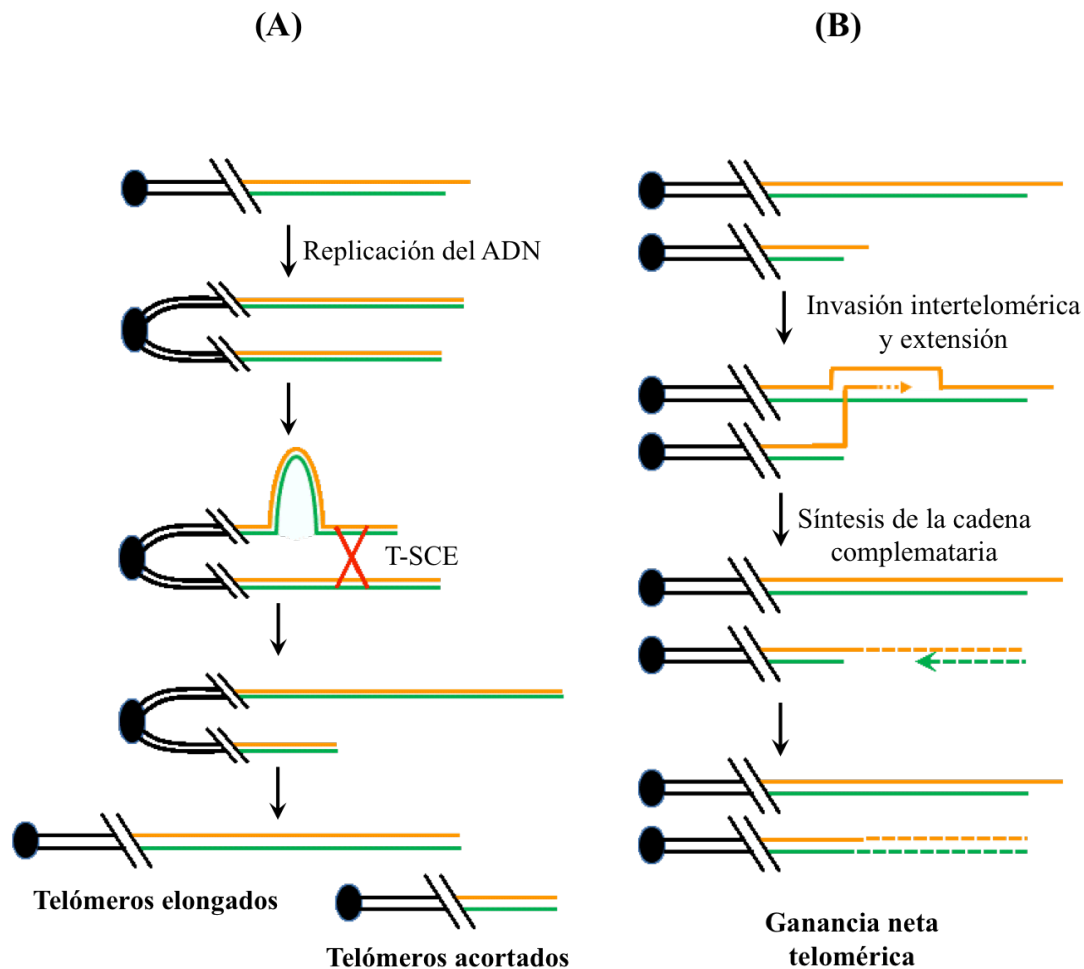 (A)
Replicación del ADN
T-SCE
Telómeros elongados
Telómeros acortados
(B)
Invasión intertelomérica
y extensión
Síntesis de la cadena
complemataria
Ganancia neta
telomérica